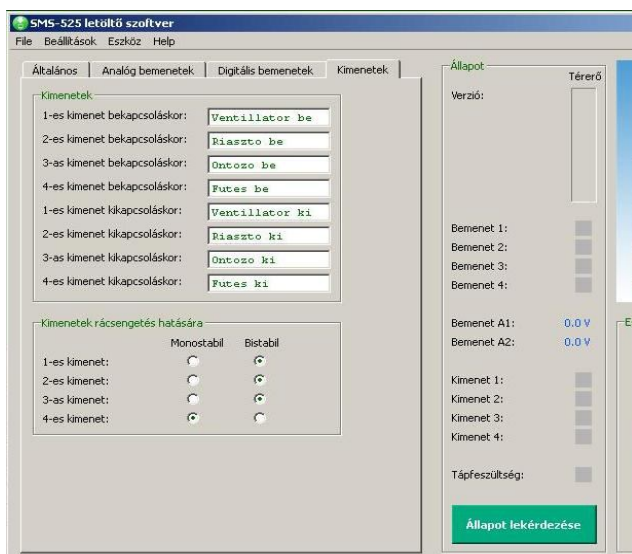 SMS-525 letöltő szoftver
File Beállítások Eszköz Help
Általános Analóg bemenetek Digitális bemenetek Kimenetek
Kimenetek
1-es kimenet bekapcsoláskor: Ventillator be
2-es kimenet bekapcsoláskor: Riaszto be
3-as kimenet bekapcsoláskor: Ontozo be
4-es kimenet bekapcsoláskor: Futes be
1-es kimenet kikapcsoláskor: Ventillator ki
2-es kimenet kikapcsoláskor: Riaszto ki
3-as kimenet kikapcsoláskor: Ontozo ki
4-es kimenet kikapcsoláskor: Futes ki
Kimenetek rácsengetés hatására
Monostabil Bistabil
1-es kimenet:
2-es kimenet:
3-as kimenet:
4-es kimenet:
Állapot
Térerő
Verzió:
Bemenet 1:
Bemenet 2:
Bemenet 3:
Bemenet 4:
Bemenet A1: 0.0 V
Bemenet A2: 0.0 V
Kimenet 1:
Kimenet 2:
Kimenet 3:
Kimenet 4:
Tápfeszültség:
Állapot lekérdezése
E